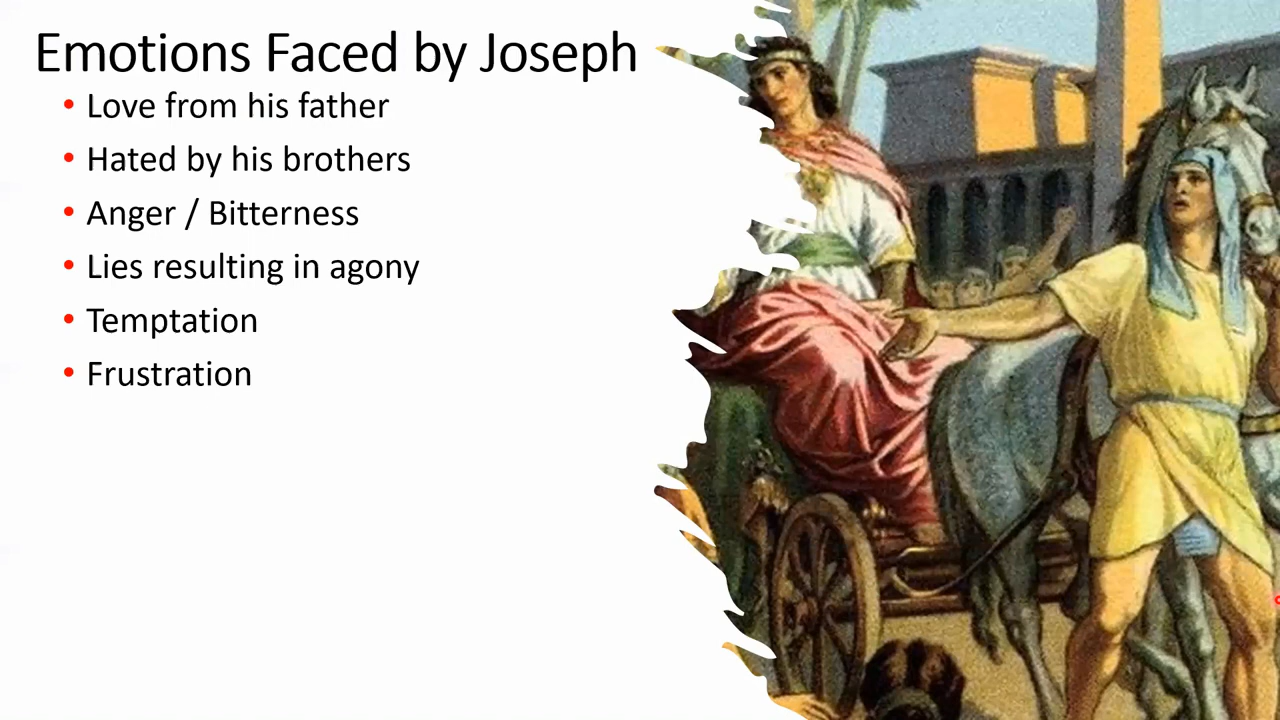 Emotions Faced by Joseph
• Love from his father
• Hated by his brothers
• Anger / Bitterness
• Lies resulting in agony
• Temptation
• Frustration